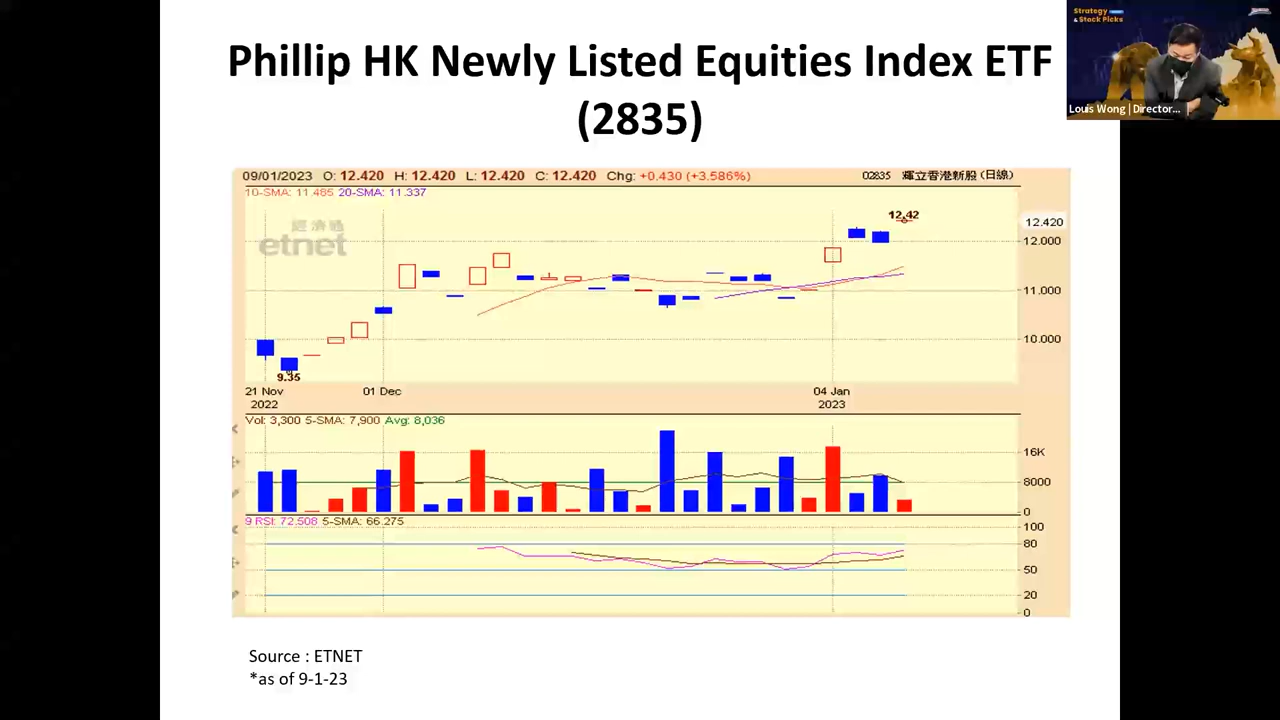 Phillip HK Newly Listed Equities Index ETF
(2835)
Strategy
& Stock Picks
Louis Wong | Director...
09/01/2023 O: 12.420 H: 12.420 L: 12.420 C: 12.420 Chg: +0.430 (+3.586%) 02835 輝立香港新股 (日線)
10-SMA: 11.485 20-SMA: 11.337
經濟通
etnet
12.42
12.420
12.000
11.000
10.000
9.35
21 Nov 01 Dec 04 Jan
2022 2023
Vol: 3,300 5-SMA: 7,900 Avg: 8,036
16K
8000
0
9 RSI: 72.508 5-SMA: 66.275
100
80
50
20
0
Source : ETNET
*as of 9-1-23